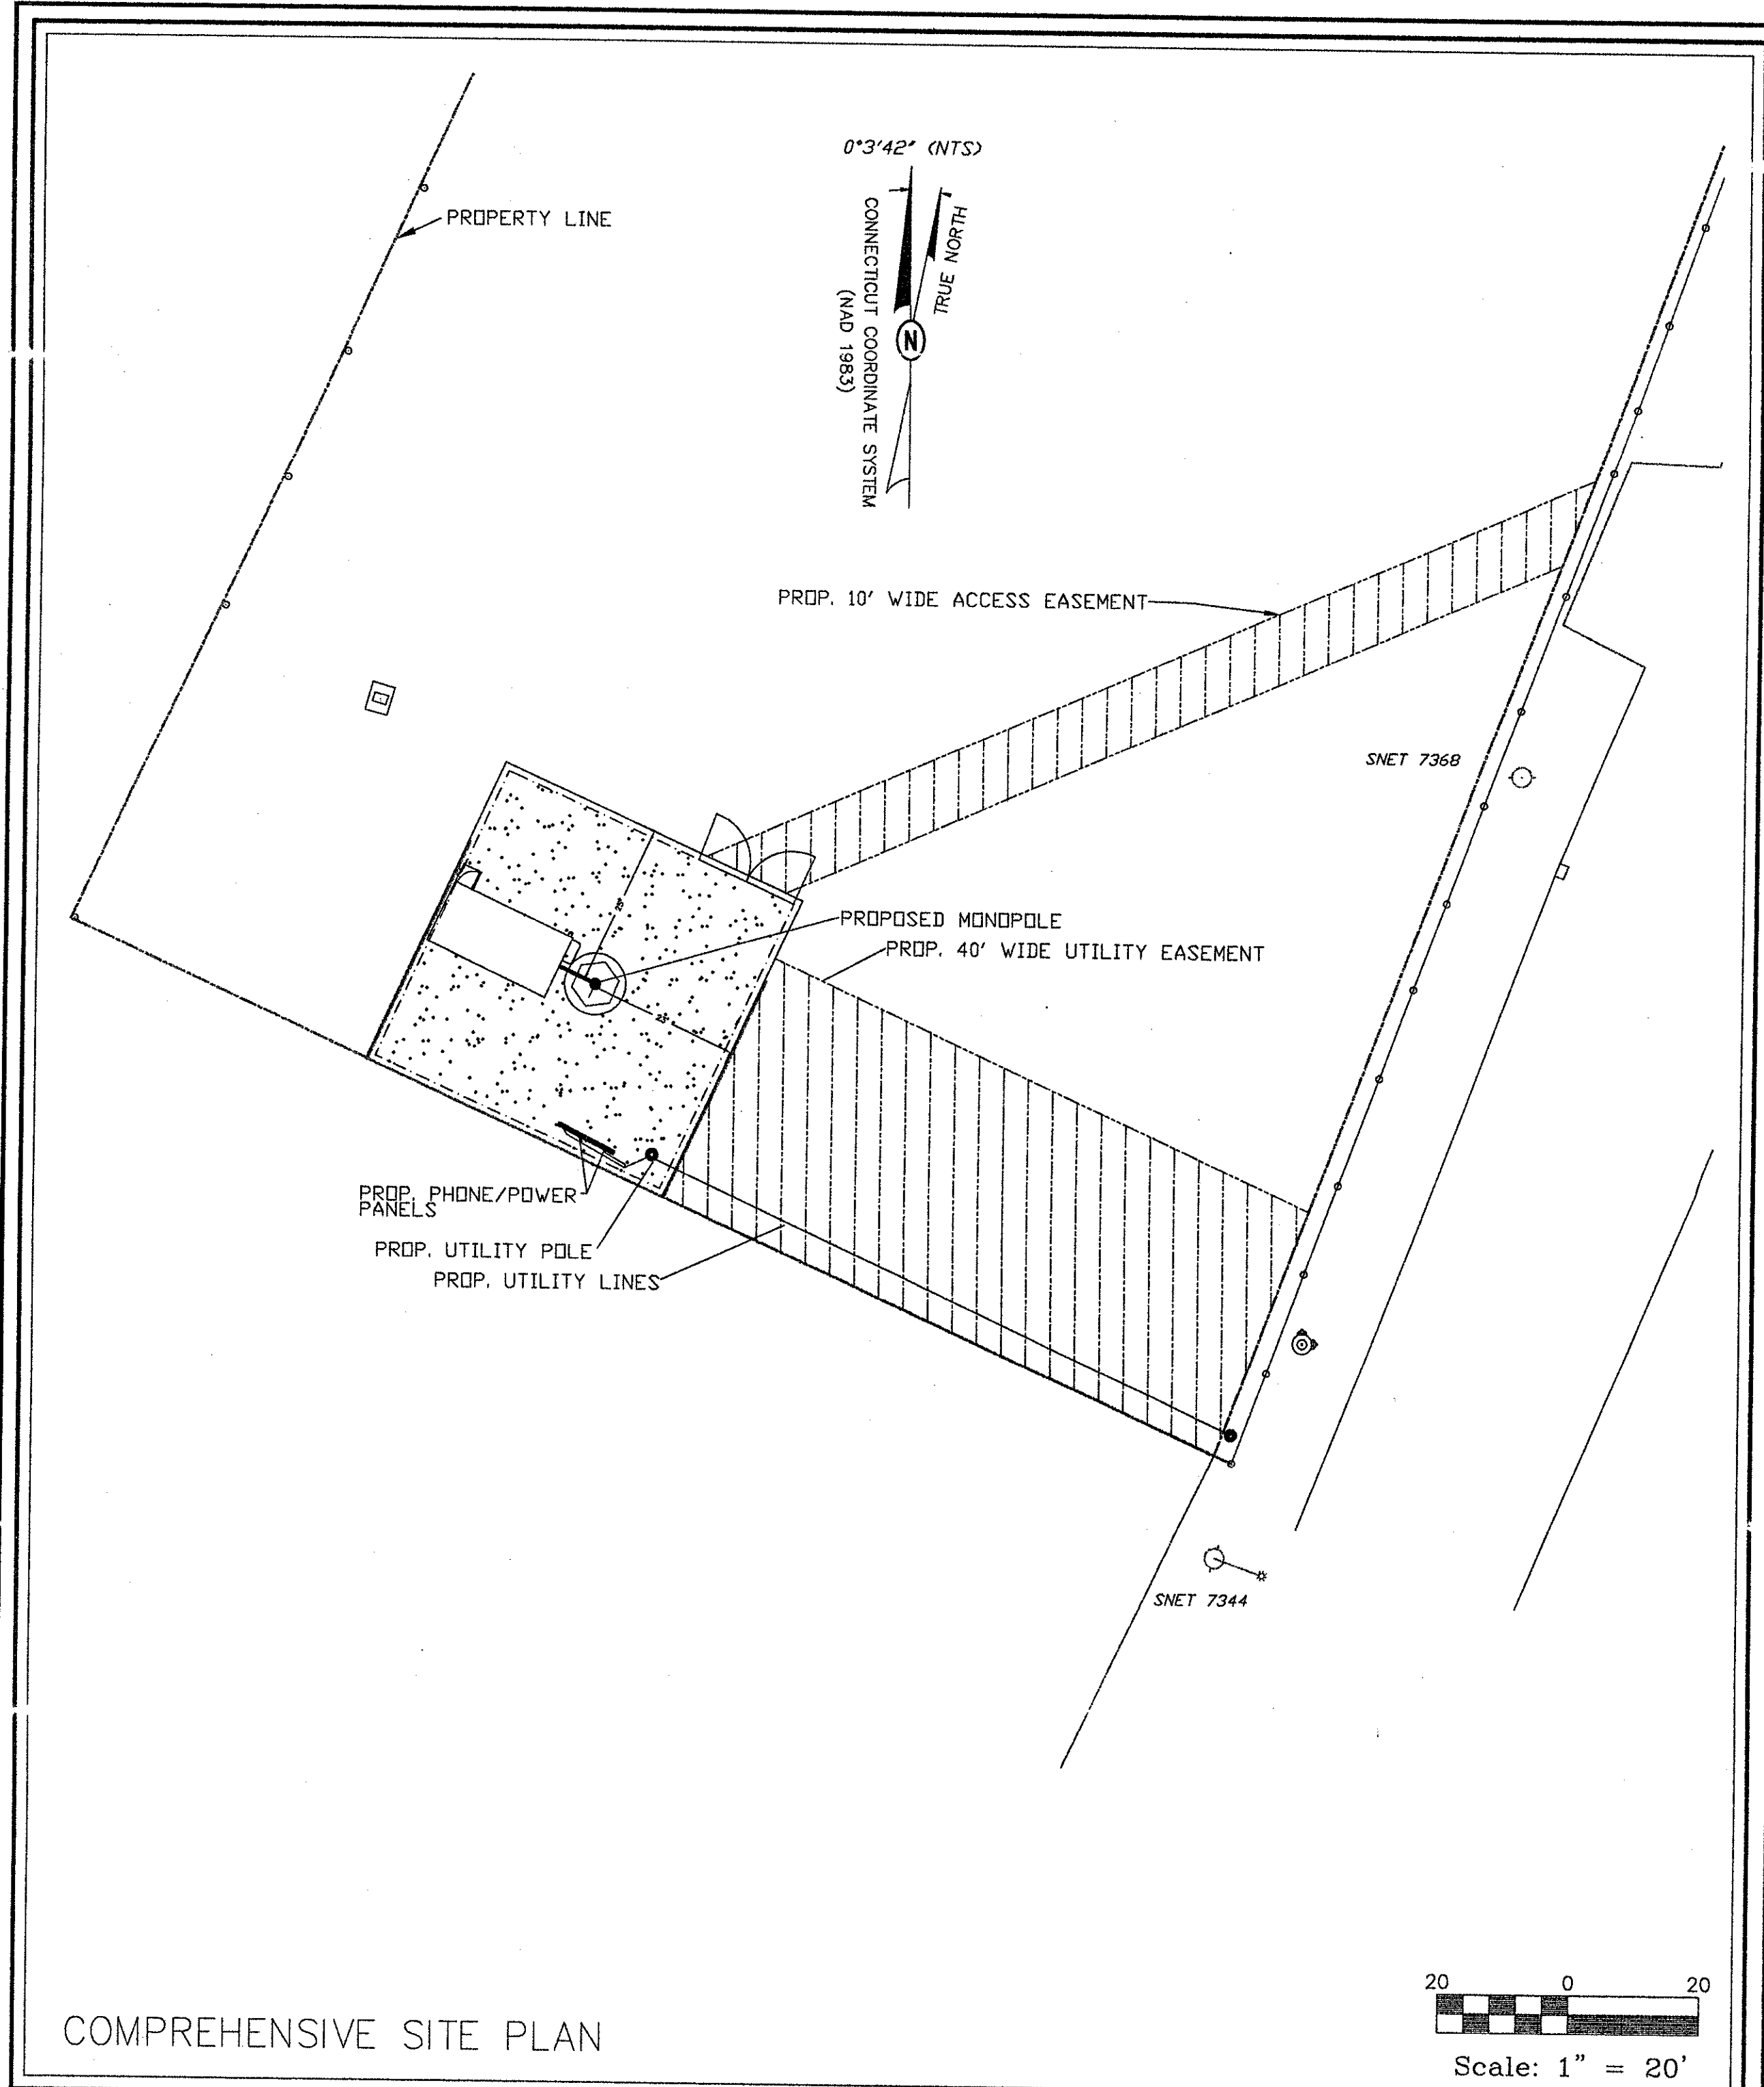 0°3'42" (NTS)
TRUE NORTH
CONNECTICUT COORDINATE SYSTEM
(NAD 1983)
N
PROPERTY LINE
PROP. 10' WIDE ACCESS EASEMENT
SNET 7368
25'
PROPOSED MONOPOLE
PROP. 40' WIDE UTILITY EASEMENT
25'
PROP. PHONE/POWER
PANELS
PROP. UTILITY POLE
PROP. UTILITY LINES
SNET 7344
20 0 20
COMPREHENSIVE SITE PLAN
Scale: 1" = 20'